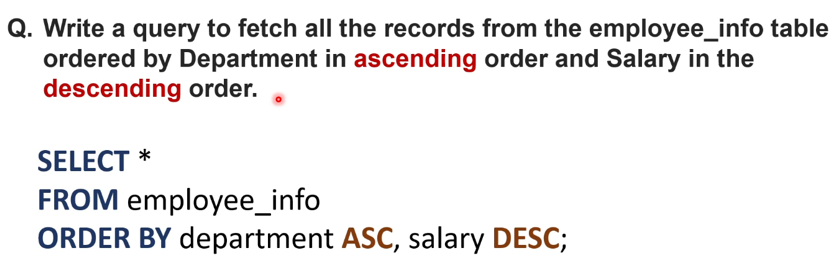 Q. Write a query to fetch all the records from the employee_info table
ordered by Department in ascending order and Salary in the
descending order.
SELECT *
FROM employee_info
ORDER BY department ASC, salary DESC;